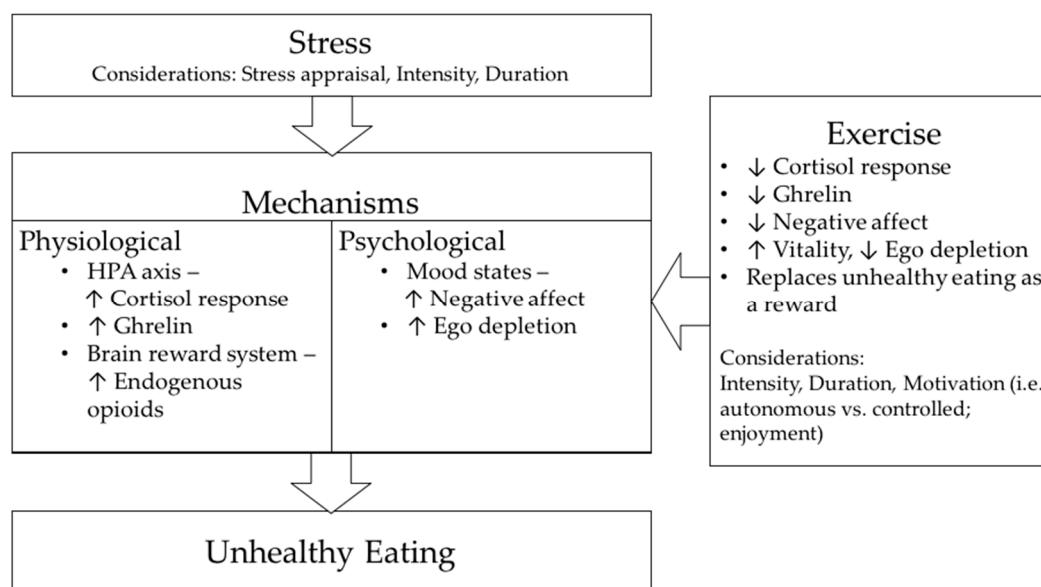 Stress
Considerations: Stress appraisal, Intensity, Duration
Mechanisms
Physiological
• HPA axis –
↑ Cortisol response
• ↑ Ghrelin
• Brain reward system –
↑ Endogenous
opioids
Psychological
• Mood states –
↑ Negative affect
• ↑ Ego depletion
Exercise
• ↓ Cortisol response
• ↓ Ghrelin
• ↓ Negative affect
• ↑ Vitality, ↓ Ego depletion
• Replaces unhealthy eating as
a reward
Considerations:
Intensity, Duration, Motivation (i.e.
autonomous vs. controlled;
enjoyment)
Unhealthy Eating